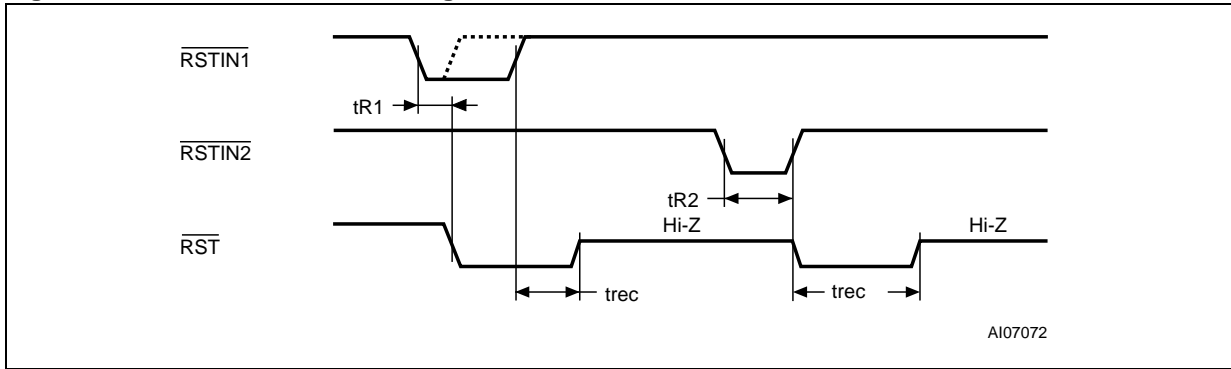 RSTIN1
tR1
RSTIN2
tR2
Hi-Z
Hi-Z
RST
trec
trec
AI07072